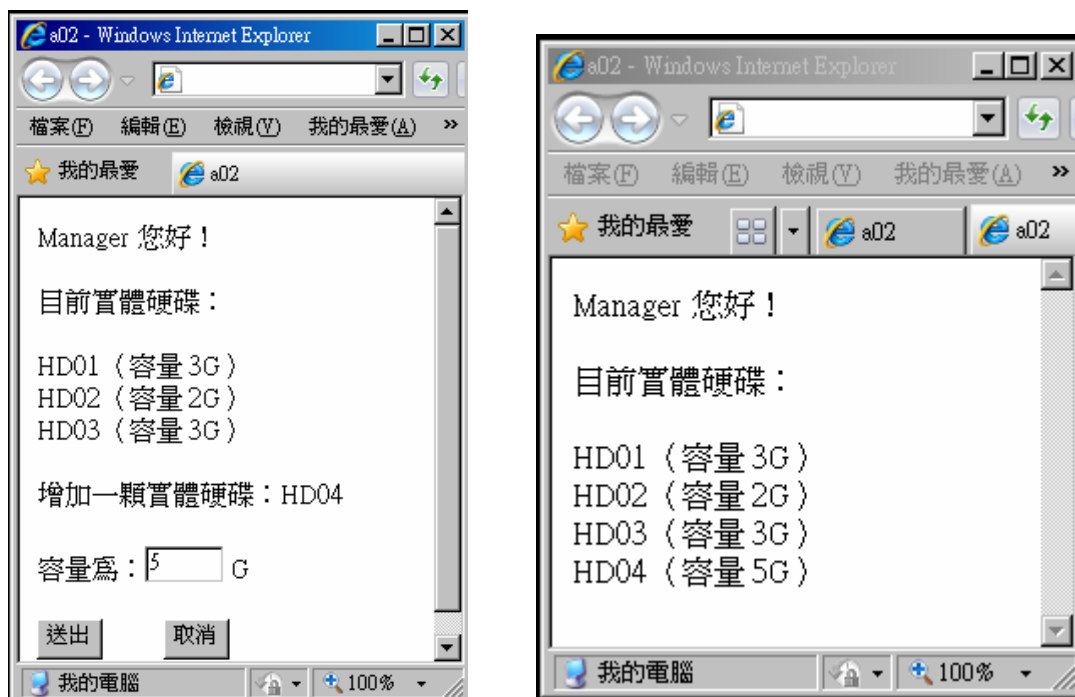 a02 - Windows Internet Explorer
檔案(F) 編輯(E) 檢視(V) 我的最愛(A) »
我的最愛 a02
Manager 您好！
目前實體硬碟：
HD01（容量 3G）
HD02（容量 2G）
HD03（容量 3G）
增加一顆實體硬碟：HD04
容量為：5 G
送出 取消
我的電腦 100%
a02 - Windows Internet Explorer
檔案(F) 編輯(E) 檢視(V) 我的最愛(A) »
我的最愛 a02 a02
Manager 您好！
目前實體硬碟：
HD01（容量 3G）
HD02（容量 2G）
HD03（容量 3G）
HD04（容量 5G）
我的電腦 100%